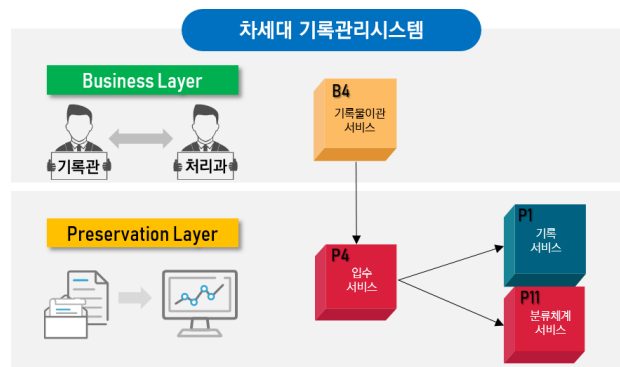 차세대 기록관리시스템
Business Layer
기록관
처리과
B4
기록물이관
서비스
Preservation Layer
P4
입수
서비스
P1
기록
서비스
P11
분류체계
서비스